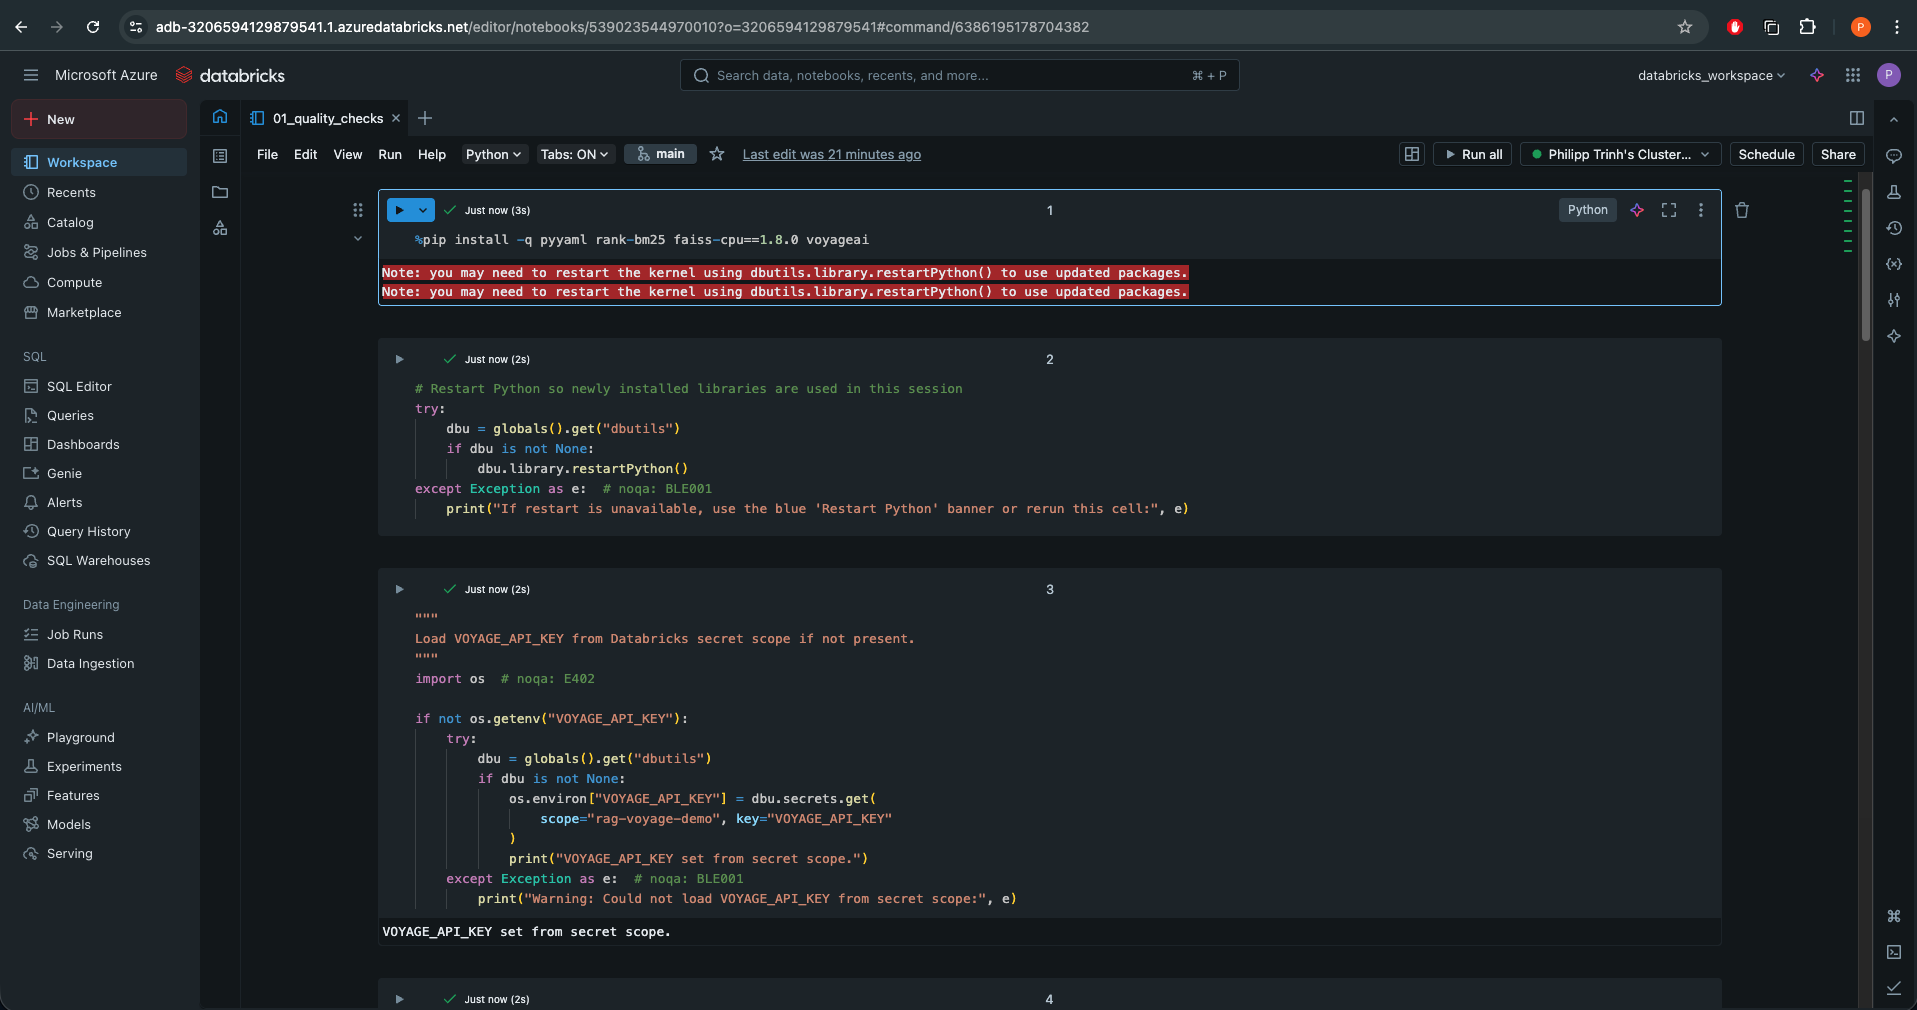 adb-3206594129879541.1.azuredatabricks.net/editor/notebooks/539023544970010?o=3206594129879541#command/6386195178704382
P
Microsoft Azure databricks
Search data, notebooks, recents, and more... ⌘ + P
databricks_workspace
P
New
Workspace
Recents
Catalog
Jobs & Pipelines
Compute
Marketplace
SQL
SQL Editor
Queries
Dashboards
Genie
Alerts
Query History
SQL Warehouses
Data Engineering
Job Runs
Data Ingestion
AI/ML
Playground
Experiments
Features
Models
Serving
01_quality_checks
File Edit View Run Help Python Tabs: ON main Last edit was 21 minutes ago
Run all Philipp Trinh's Cluster... Schedule Share
Just now (3s) 1 Python
%pip install -q pyyaml rank-bm25 faiss-cpu==1.8.0 voyageai
Note: you may need to restart the kernel using dbutils.library.restartPython() to use updated packages.
Note: you may need to restart the kernel using dbutils.library.restartPython() to use updated packages.
Just now (2s) 2
# Restart Python so newly installed libraries are used in this session
try:
    dbu = globals().get("dbutils")
    if dbu is not None:
        dbu.library.restartPython()
except Exception as e:  # noqa: BLE001
    print("If restart is unavailable, use the blue 'Restart Python' banner or rerun this cell:", e)
Just now (2s) 3
"""
Load VOYAGE_API_KEY from Databricks secret scope if not present.
"""
import os  # noqa: E402
if not os.getenv("VOYAGE_API_KEY"):
    try:
        dbu = globals().get("dbutils")
        if dbu is not None:
            os.environ["VOYAGE_API_KEY"] = dbu.secrets.get(
                scope="rag-voyage-demo", key="VOYAGE_API_KEY"
            )
            print("VOYAGE_API_KEY set from secret scope.")
    except Exception as e:  # noqa: BLE001
        print("Warning: Could not load VOYAGE_API_KEY from secret scope:", e)
VOYAGE_API_KEY set from secret scope.
Just now (2s) 4